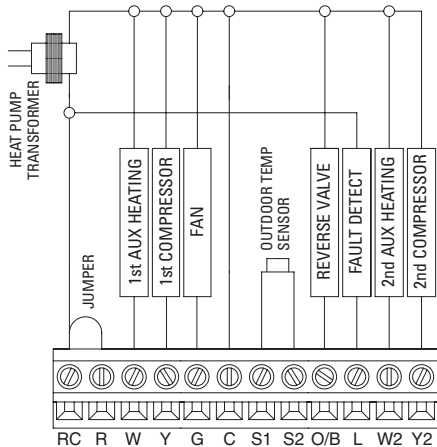 HEAT PUMP
TRANSFORMER
JUMPER
1st AUX HEATING
1st COMPRESSOR
FAN
OUTDOOR TEMP
SENSOR
REVERSE VALVE
FAULT DETECT
2nd AUX HEATING
2nd COMPRESSOR
RC R W Y G C S1 S2 O/B L W2 Y2